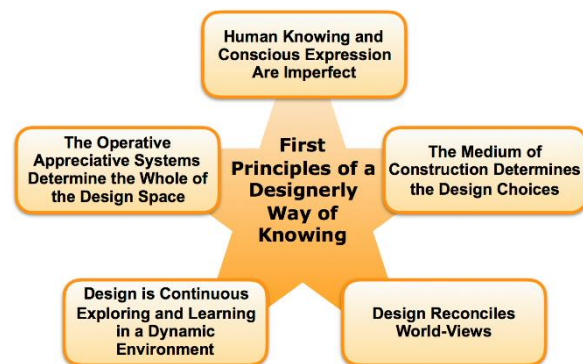 Human Knowing and
Conscious Expression
Are Imperfect
The Operative
Appreciative Systems
Determine the Whole of
the Design Space
First
Principles of a
Designerly
Way of
Knowing
The Medium of
Construction Determines
the Design Choices
Design is Continuous
Exploring and Learning
in a Dynamic
Environment
Design Reconciles
World-Views